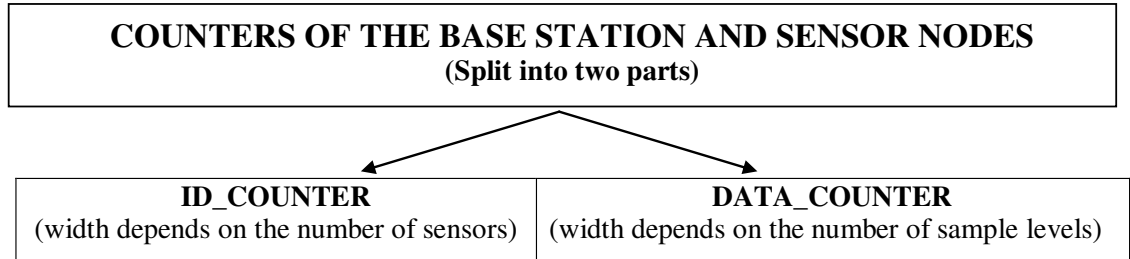 COUNTERS OF THE BASE STATION AND SENSOR NODES
(Split into two parts)
ID_COUNTER
(width depends on the number of sensors)
DATA_COUNTER
(width depends on the number of sample levels)